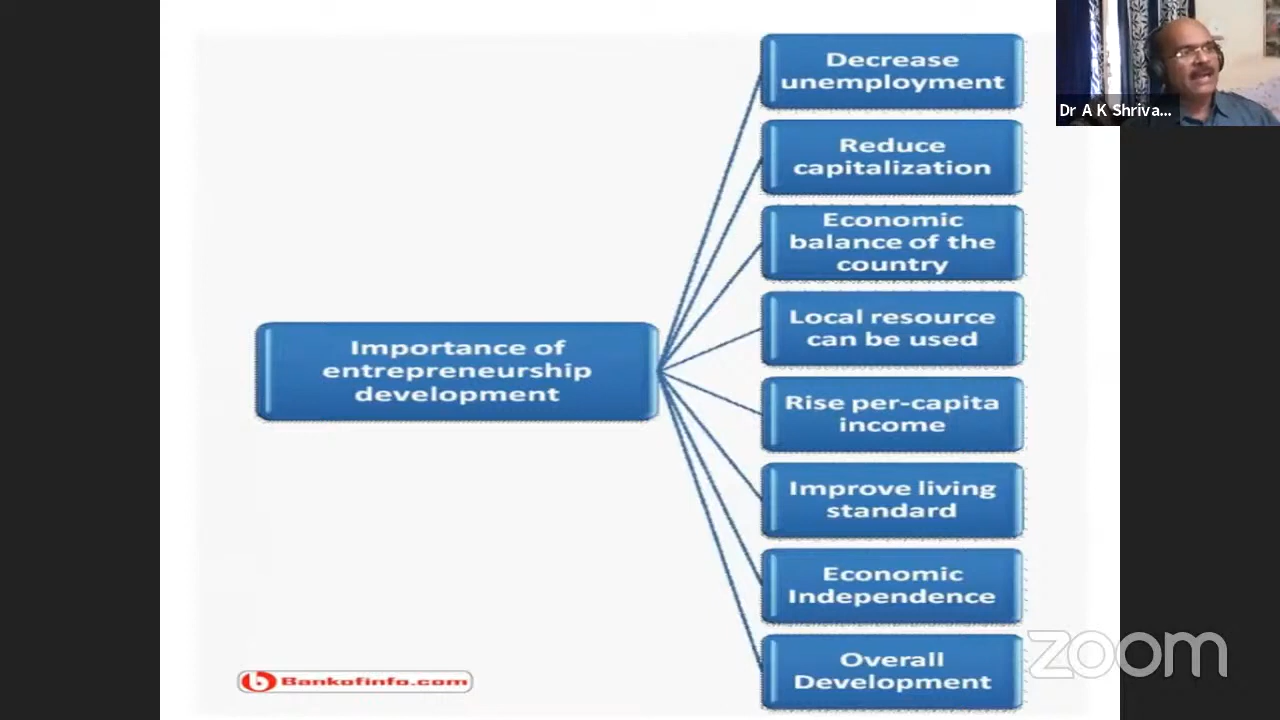 Decrease
unemployment
Dr A K Shriva...
Reduce
capitalization
Economic
balance of the
country
Local resource
can be used
Importance of
entrepreneurship
development
Rise per-capita
income
Improve living
standard
Economic
Independence
Overall
Development
zoom
b Bankofinfo.com